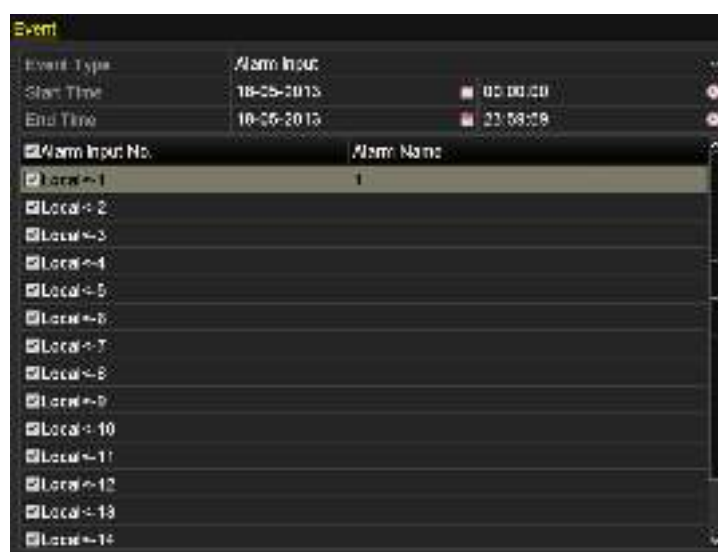 Event
Event Type Alarm Input
Start Time 18-05-2013 00:00:00
End Time 18-05-2013 23:59:59
Alarm Input No. Alarm Name
Local<-1 1
Local<-2
Local<-3
Local<-4
Local<-5
Local<-6
Local<-7
Local<-8
Local<-9
Local<-10
Local<-11
Local<-12
Local<-13
Local<-14